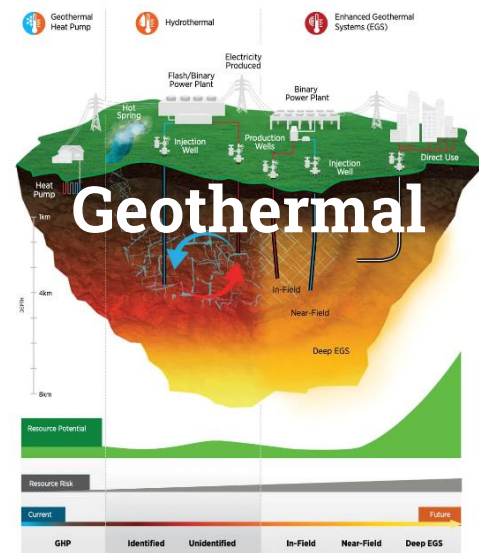 Geothermal
Heat Pump
Hydrothermal
Enhanced Geothermal
Systems (EGS)
Electricity
Produced
Flash/Binary
Power Plant
Binary
Power Plant
Hot
Spring
Injection
Well
Production
Wells
Injection
Well
Direct Use
Heat
Pump
Geothermal
1km
4km
8km
Depth
In-Field
Near-Field
Deep EGS
Resource Potential
Resource Risk
Current
Future
GHP
Identified
Unidentified
In-Field
Near-Field
Deep EGS